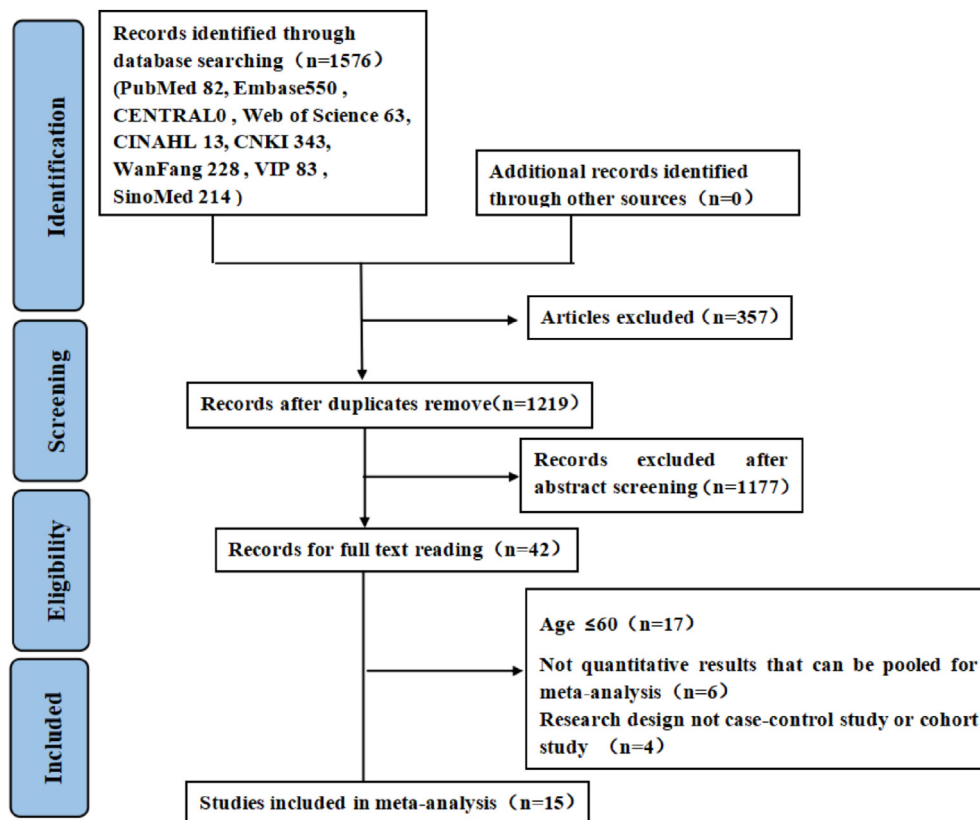 Identification
Records identified through
database searching（n=1576）
(PubMed 82, Embase550 ,
CENTRAL0 , Web of Science 63,
CINAHL 13, CNKI 343,
WanFang 228 , VIP 83 ,
SinoMed 214 )
Additional records identified
through other sources（n=0）
Articles excluded（n=357）
Screening
Records after duplicates remove(n=1219）
Records excluded after
abstract screening（n=1177）
Eligibility
Records for full text reading（n=42）
Age ≤60（n=17）
Not quantitative results that can be pooled for
meta-analysis（n=6）
Research design not case-control study or cohort
study （n=4）
Included
Studies included in meta-analysis（n=15）